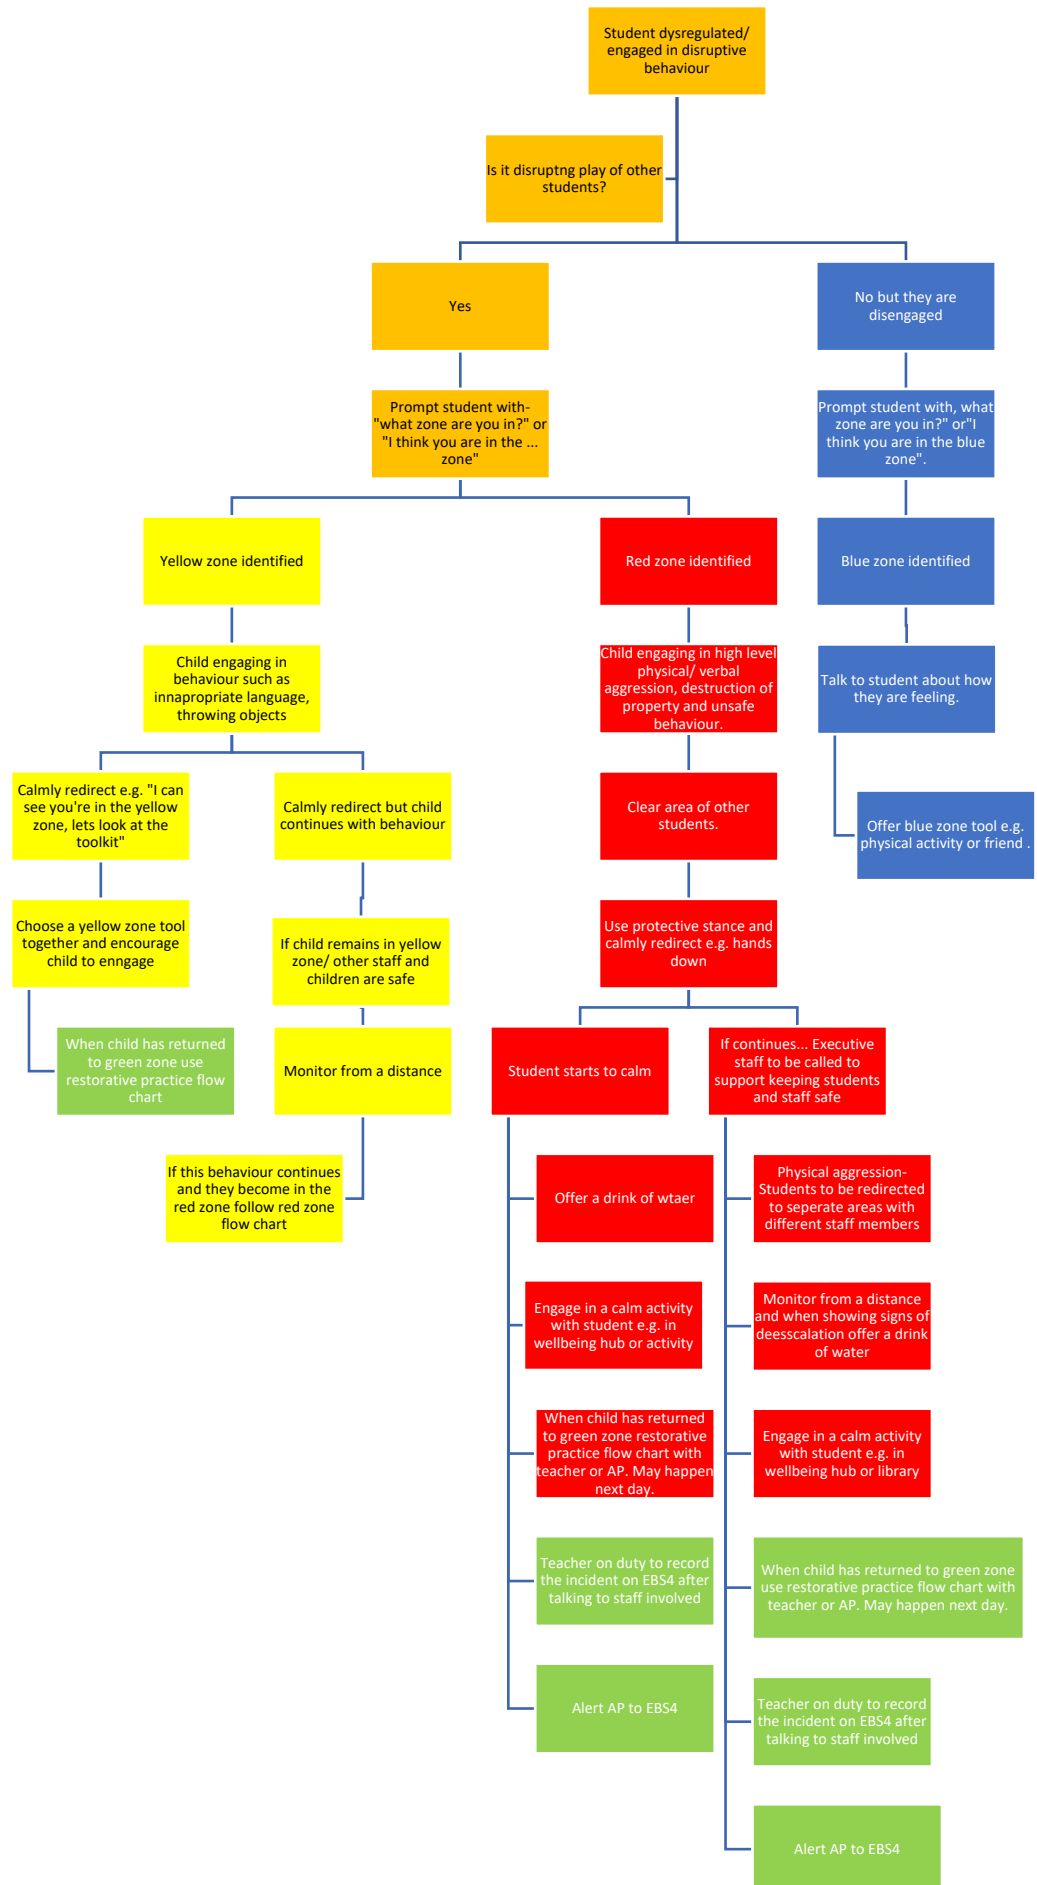 Student dysregulated/
engaged in disruptive
behaviour
Is it disruptng play of other
students?
Yes
No but they are
disengaged
Prompt student with-
"what zone are you in?" or
"I think you are in the ...
zone"
Prompt student with, what
zone are you in?" or"I
think you are in the blue
zone".
Yellow zone identified
Red zone identified
Blue zone identified
Child engaging in
behaviour such as
innapropriate language,
throwing objects
Child engaging in high level
physical/ verbal
aggression, destruction of
property and unsafe
behaviour.
Talk to student about how
they are feeling.
Calmly redirect e.g. "I can
see you're in the yellow
zone, lets look at the
toolkit"
Calmly redirect but child
continues with behaviour
Clear area of other
students.
Offer blue zone tool e.g.
physical activity or friend .
Choose a yellow zone tool
together and encourage
child to enngage
If child remains in yellow
zone/ other staff and
children are safe
Use protective stance and
calmly redirect e.g. hands
down
When child has returned
to green zone use
restorative practice flow
chart
Monitor from a distance
Student starts to calm
If continues... Executive
staff to be called to
support keeping students
and staff safe
If this behaviour continues
and they become in the
red zone follow red zone
flow chart
Offer a drink of wtaer
Physical aggression-
Students to be redirected
to seperate areas with
different staff members
Engage in a calm activity
with student e.g. in
wellbeing hub or activity
Monitor from a distance
and when showing signs of
deesscalation offer a drink
of water
When child has returned
to green zone restorative
practice flow chart with
teacher or AP. May happen
next day.
Engage in a calm activity
with student e.g. in
wellbeing hub or library
Teacher on duty to record
the incident on EBS4 after
talking to staff involved
When child has returned to green zone
use restorative practice flow chart with
teacher or AP. May happen next day.
Alert AP to EBS4
Teacher on duty to record
the incident on EBS4 after
talking to staff involved
Alert AP to EBS4